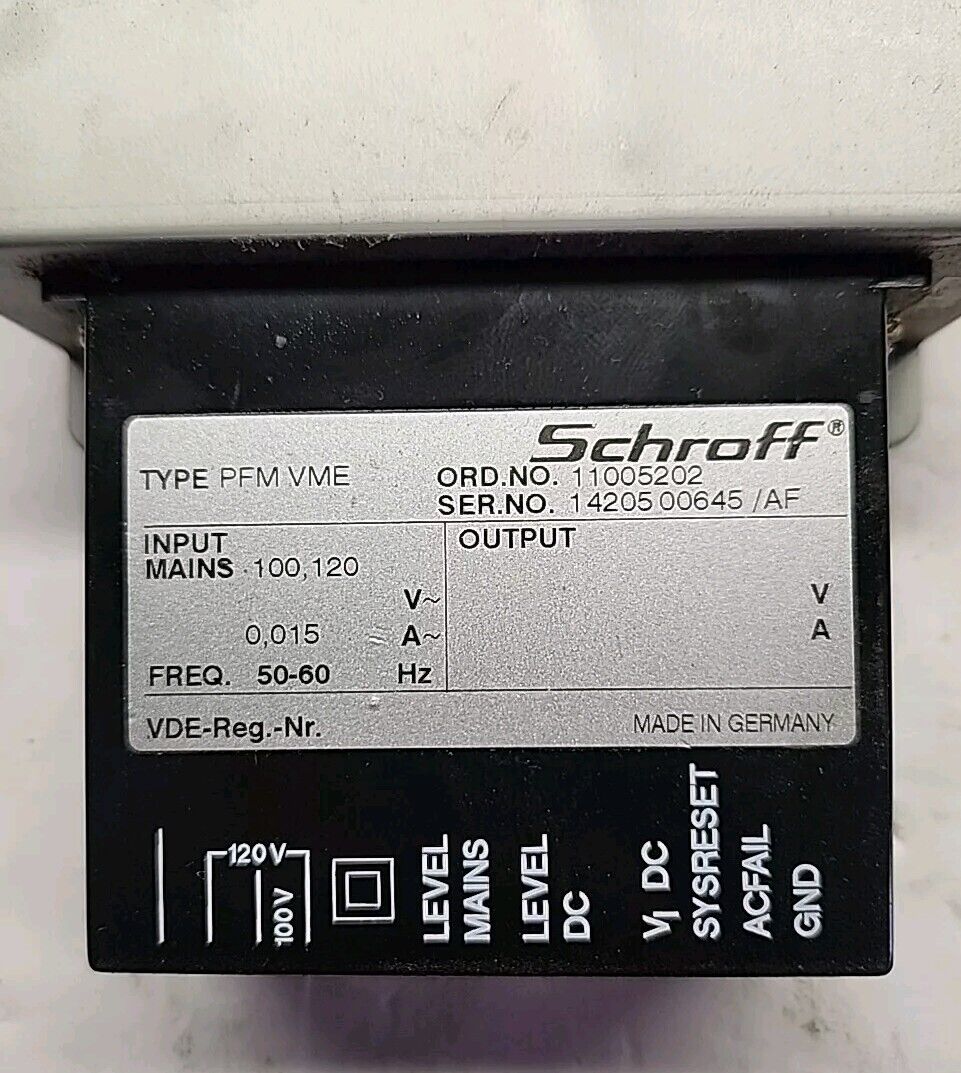 Schroff®
TYPE PFM VME ORD.NO. 11005202
SER.NO. 14205 00645 /AF
INPUT OUTPUT
MAINS 100,120
V~ V
0,015 A~ A
FREQ. 50-60 Hz
VDE-Reg.-Nr. MADE IN GERMANY
120V
100V
LEVEL
MAINS
LEVEL
DC
V1 DC
SYSRESET
ACFAIL
GND